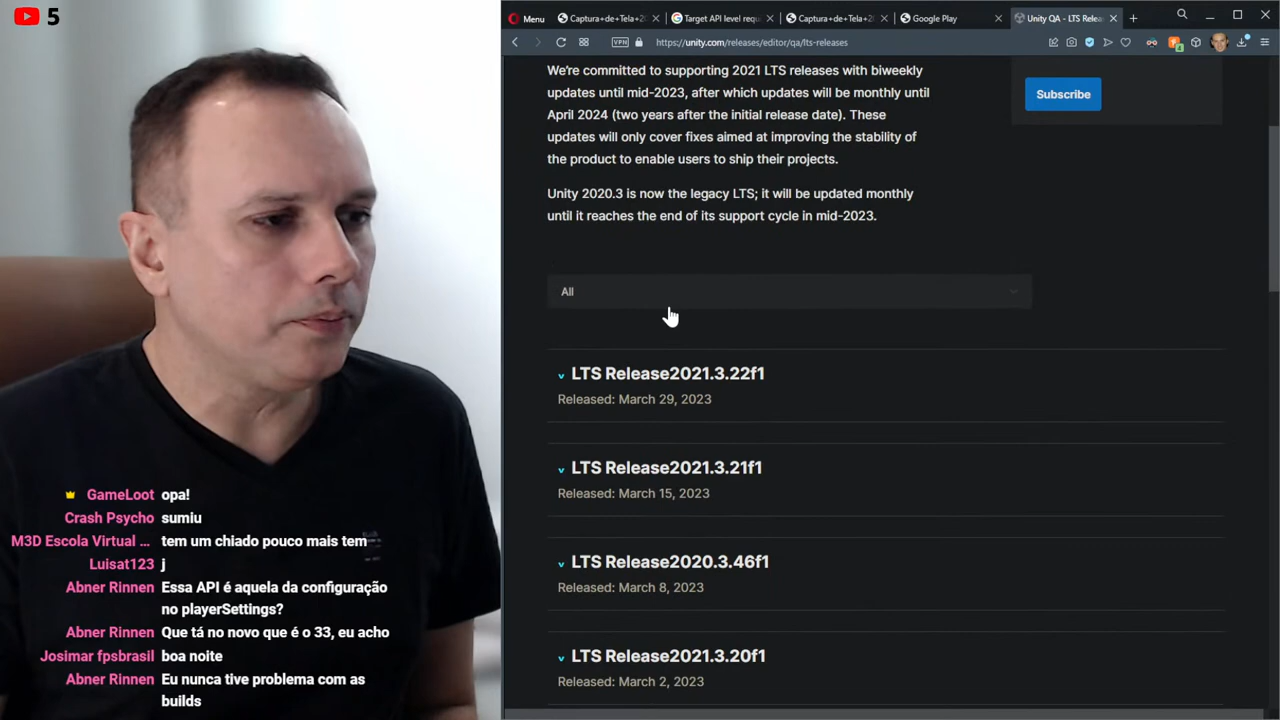 5
Menu
Captura+de+Tela+20
Target API level requ
Captura+de+Tela+20
Google Play
Unity QA - LTS Relea
VPN
https://unity.com/releases/editor/qa/lts-releases
We're committed to supporting 2021 LTS releases with biweekly
updates until mid-2023, after which updates will be monthly until
April 2024 (two years after the initial release date). These
updates will only cover fixes aimed at improving the stability of
the product to enable users to ship their projects.
Subscribe
Unity 2020.3 is now the legacy LTS; it will be updated monthly
until it reaches the end of its support cycle in mid-2023.
All
LTS Release2021.3.22f1
Released: March 29, 2023
LTS Release2021.3.21f1
Released: March 15, 2023
LTS Release2020.3.46f1
Released: March 8, 2023
LTS Release2021.3.20f1
Released: March 2, 2023
GameLoot opa!
Crash Psycho sumiu
M3D Escola Virtual ... tem um chiado pouco mais tem
Luisat123 j
Abner Rinnen Essa API é aquela da configuração
no playerSettings?
Abner Rinnen Que tá no novo que é o 33, eu acho
Josimar fpsbrasil boa noite
Abner Rinnen Eu nunca tive problema com as
builds